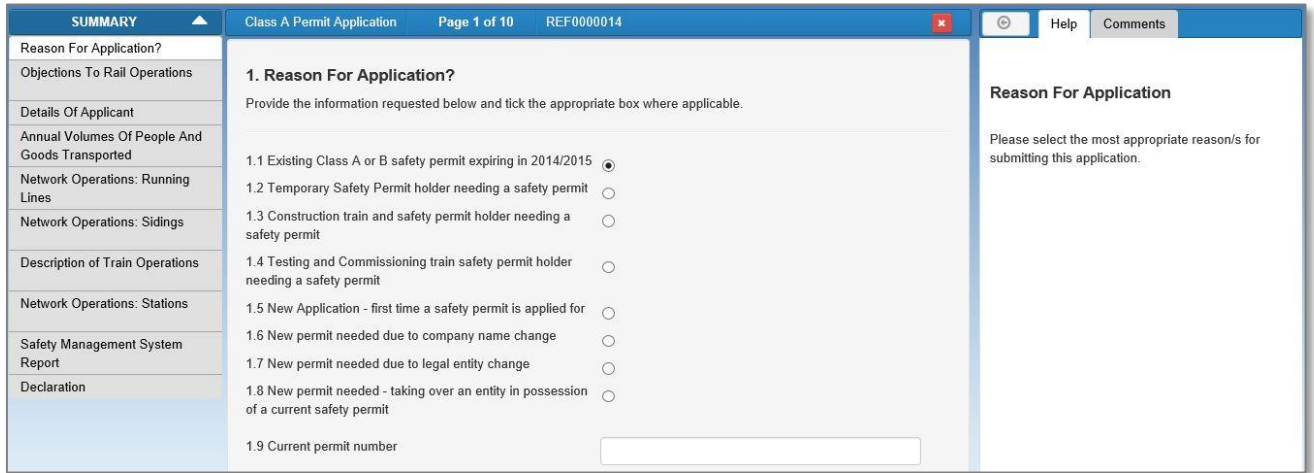 SUMMARY
Reason For Application?
Objections To Rail Operations
Details Of Applicant
Annual Volumes Of People And
Goods Transported
Network Operations: Running
Lines
Network Operations: Sidings
Description of Train Operations
Network Operations: Stations
Safety Management System
Report
Declaration
Class A Permit Application Page 1 of 10 REF0000014
1. Reason For Application?
Provide the information requested below and tick the appropriate box where applicable.
1.1 Existing Class A or B safety permit expiring in 2014/2015
1.2 Temporary Safety Permit holder needing a safety permit
1.3 Construction train and safety permit holder needing a
safety permit
1.4 Testing and Commissioning train safety permit holder
needing a safety permit
1.5 New Application - first time a safety permit is applied for
1.6 New permit needed due to company name change
1.7 New permit needed due to legal entity change
1.8 New permit needed - taking over an entity in possession
of a current safety permit
1.9 Current permit number
Help Comments
Reason For Application
Please select the most appropriate reason/s for
submitting this application.